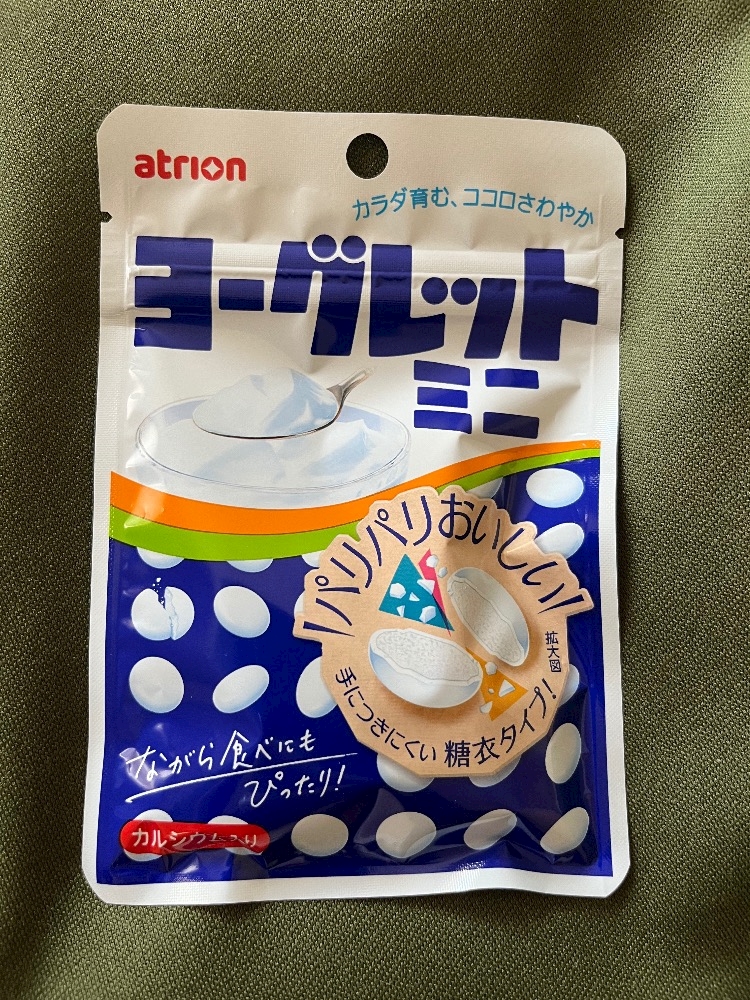 atrion
カラダ育む、ココロさわやか
ヨーグレット
ミニ
パリパリおいしい
拡大図
手につきにくい糖衣タイプ!
ながら食べにも
ぴったり!
カルシウム入り